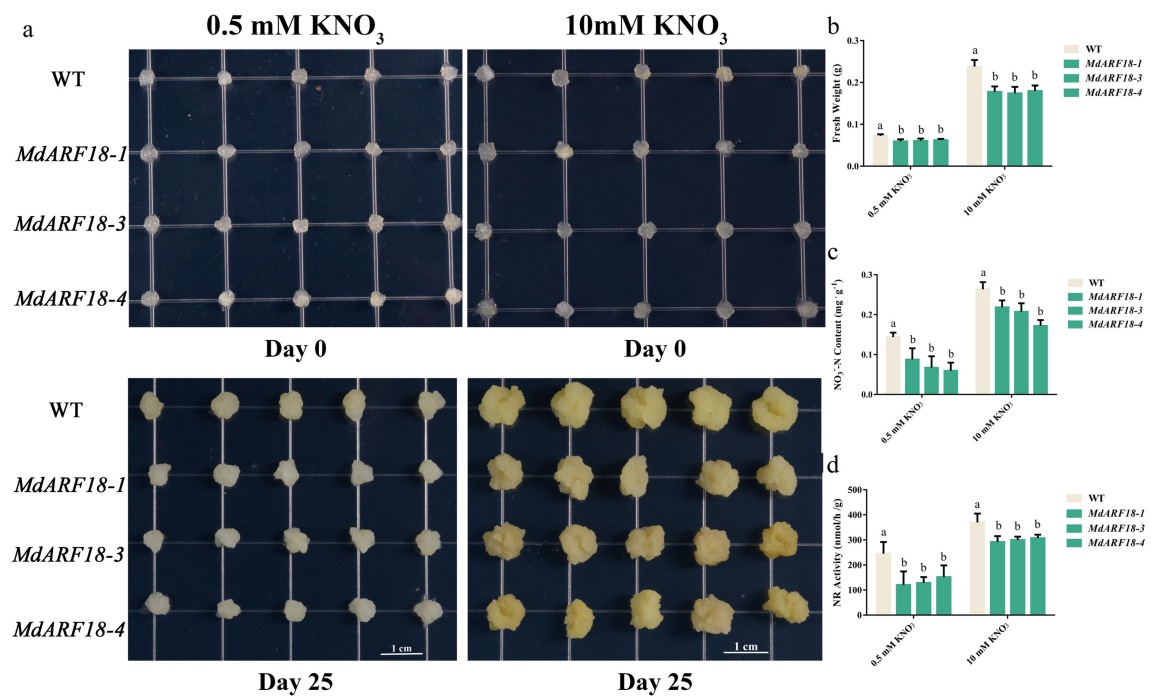 a
0.5 mM KNO3
10mM KNO3
WT
MdARF18-1
MdARF18-3
MdARF18-4
Day 0
Day 0
WT
MdARF18-1
MdARF18-3
MdARF18-4
1 cm
1 cm
Day 25
Day 25
b
Fresh Weight (g)
0.3
0.2
0.1
0.0
a
b
b
b
a
b
b
b
0.5 mM KNO3
10 mM KNO3
WT
MdARF18-1
MdARF18-3
MdARF18-4
c
NO3--N Content (mg·g-1)
0.3
0.2
0.1
0.0
a
b
b
b
a
b
b
b
0.5 mM KNO3
10 mM KNO3
WT
MdARF18-1
MdARF18-3
MdARF18-4
d
NR Activity (nmul/h /g)
500
400
300
200
100
0
a
b
b
b
a
b
b
b
0.5 mM KNO3
10 mM KNO3
WT
MdARF18-1
MdARF18-3
MdARF18-4